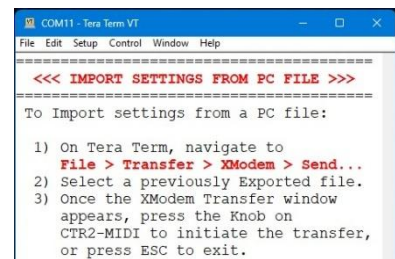 COM11 - Tera Term VT
File Edit Setup Control Window Help
========================================
<<< IMPORT SETTINGS FROM PC FILE >>>
========================================
To Import settings from a PC file:
1) On Tera Term, navigate to
File > Transfer > XModem > Send...
2) Select a previously Exported file.
3) Once the XModem Transfer window
appears, press the Knob on
CTR2-MIDI to initiate the transfer,
or press ESC to exit.